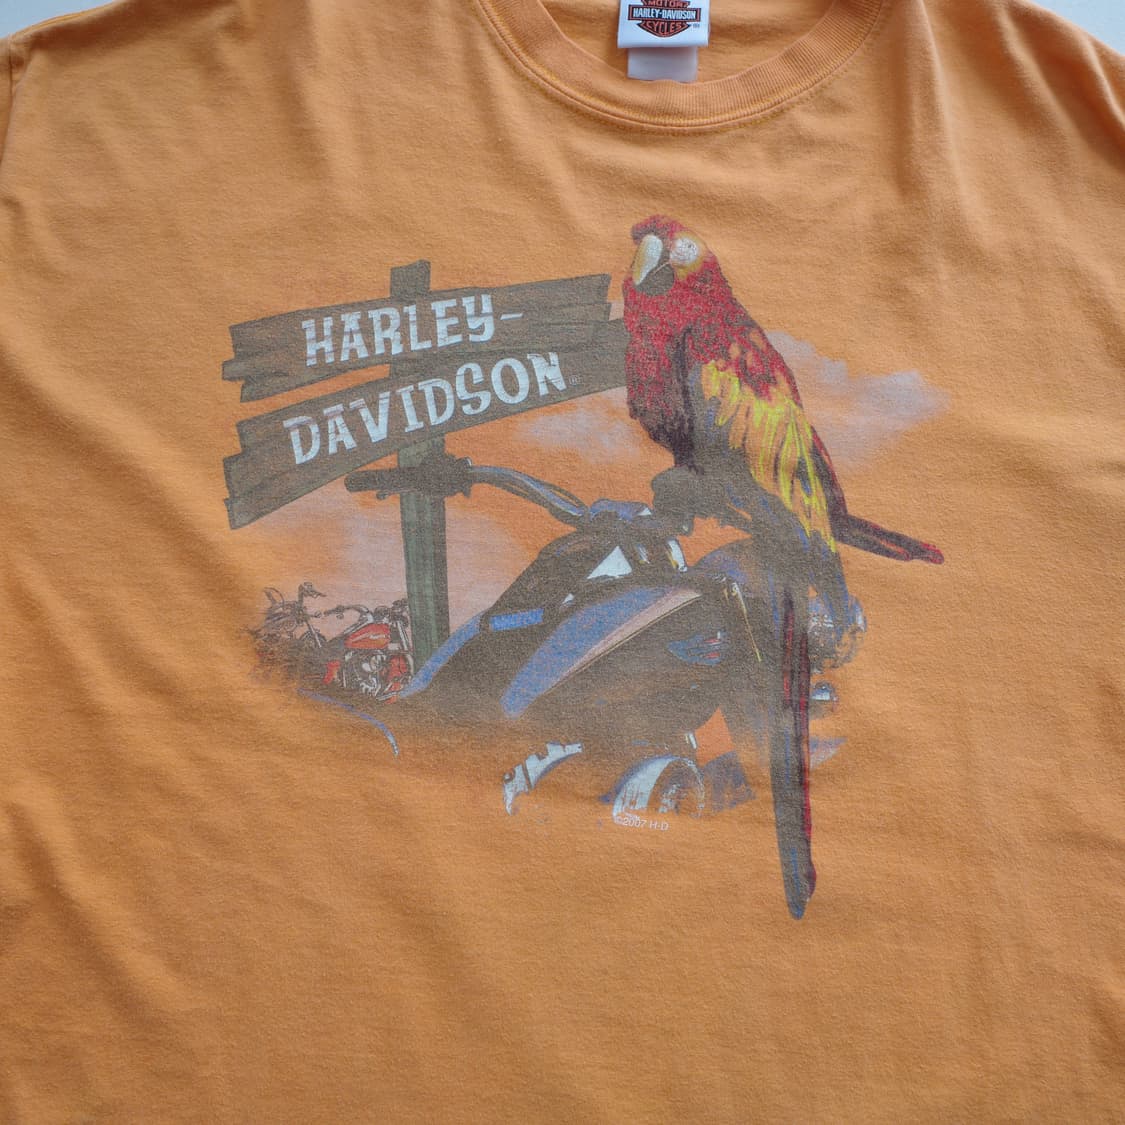 MOTOR
HARLEY-DAVIDSON
CYCLES
HARLEY-
DAVIDSON®
©2007 H-D